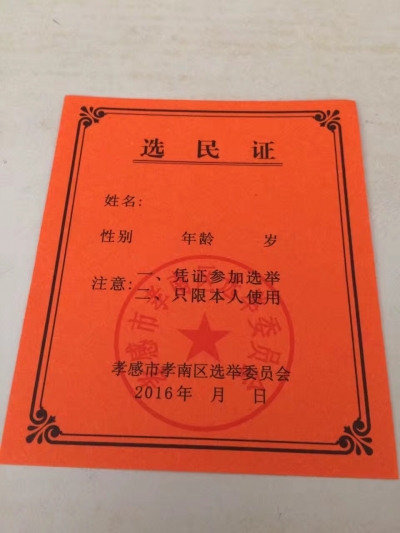 选民证
姓名:
性别 年龄 岁
注意:一、凭证参加选举
二、只限本人使用
孝感市孝南区选举委员会
2016年 月 日